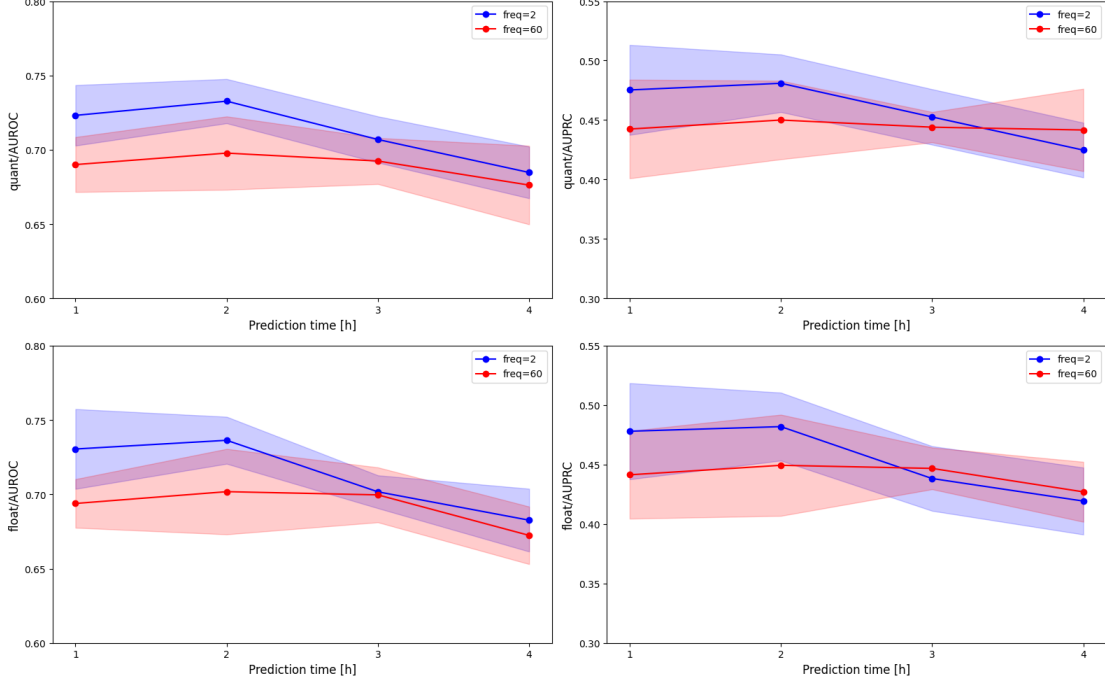 0.80
0.75
0.70
0.65
0.60
quant/AUROC
1 2 3 4
Prediction time [h]
freq=2
freq=60
0.55
0.50
0.45
0.40
0.35
0.30
quant/AUPRC
1 2 3 4
Prediction time [h]
freq=2
freq=60
0.80
0.75
0.70
0.65
0.60
float/AUROC
1 2 3 4
Prediction time [h]
freq=2
freq=60
0.55
0.50
0.45
0.40
0.35
0.30
float/AUPRC
1 2 3 4
Prediction time [h]
freq=2
freq=60